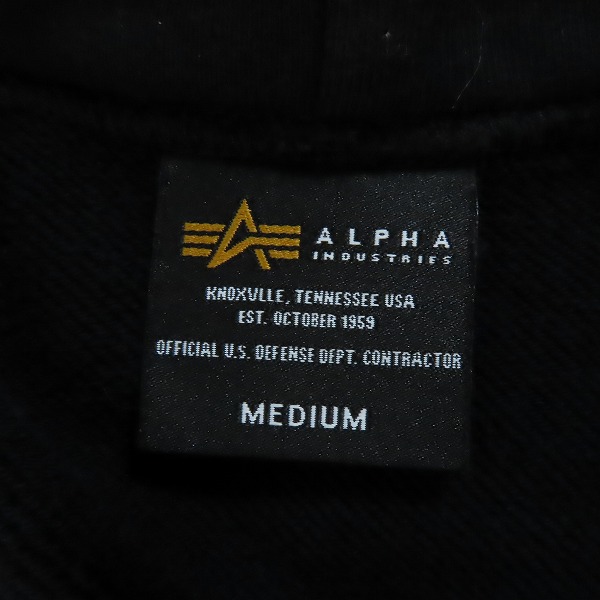 ALPHA
INDUSTRIES
KNOXVLLE, TENNESSEE USA
EST. OCTOBER 1959
OFFICIAL U.S. DEFENSE DEPT. CONTRACTOR
MEDIUM